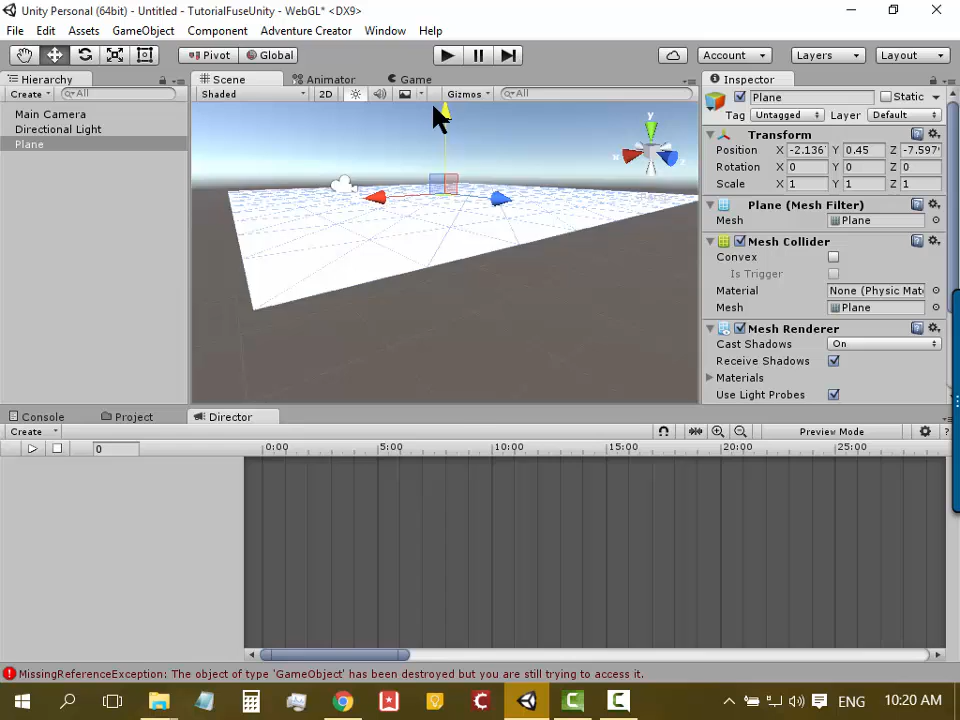 Unity Personal (64bit) - Untitled - TutorialFuseUnity - WebGL* <DX9>
File Edit Assets GameObject Component Adventure Creator Window Help
Pivot Global Account Layers Layout
Hierarchy Scene Animator Game Inspector
Create All Shaded 2D Gizmos All Plane Static
Main Camera
Directional Light
Plane
y
x
Tag Untagged Layer Default
Transform
Position X -2.136 Y 0.45 Z -7.597
Rotation X 0 Y 0 Z 0
Scale X 1 Y 1 Z 1
Plane (Mesh Filter)
Mesh Plane
Mesh Collider
Convex
Is Trigger
Material None (Physic Mat
Mesh Plane
Mesh Renderer
Cast Shadows On
Receive Shadows
Materials
Use Light Probes
Console Project Director
Create Preview Mode ?
0 0:00 5:00 10:00 15:00 20:00 25:00
MissingReferenceException: The object of type 'GameObject' has been destroyed but you are still trying to access it.
ENG 10:20 AM